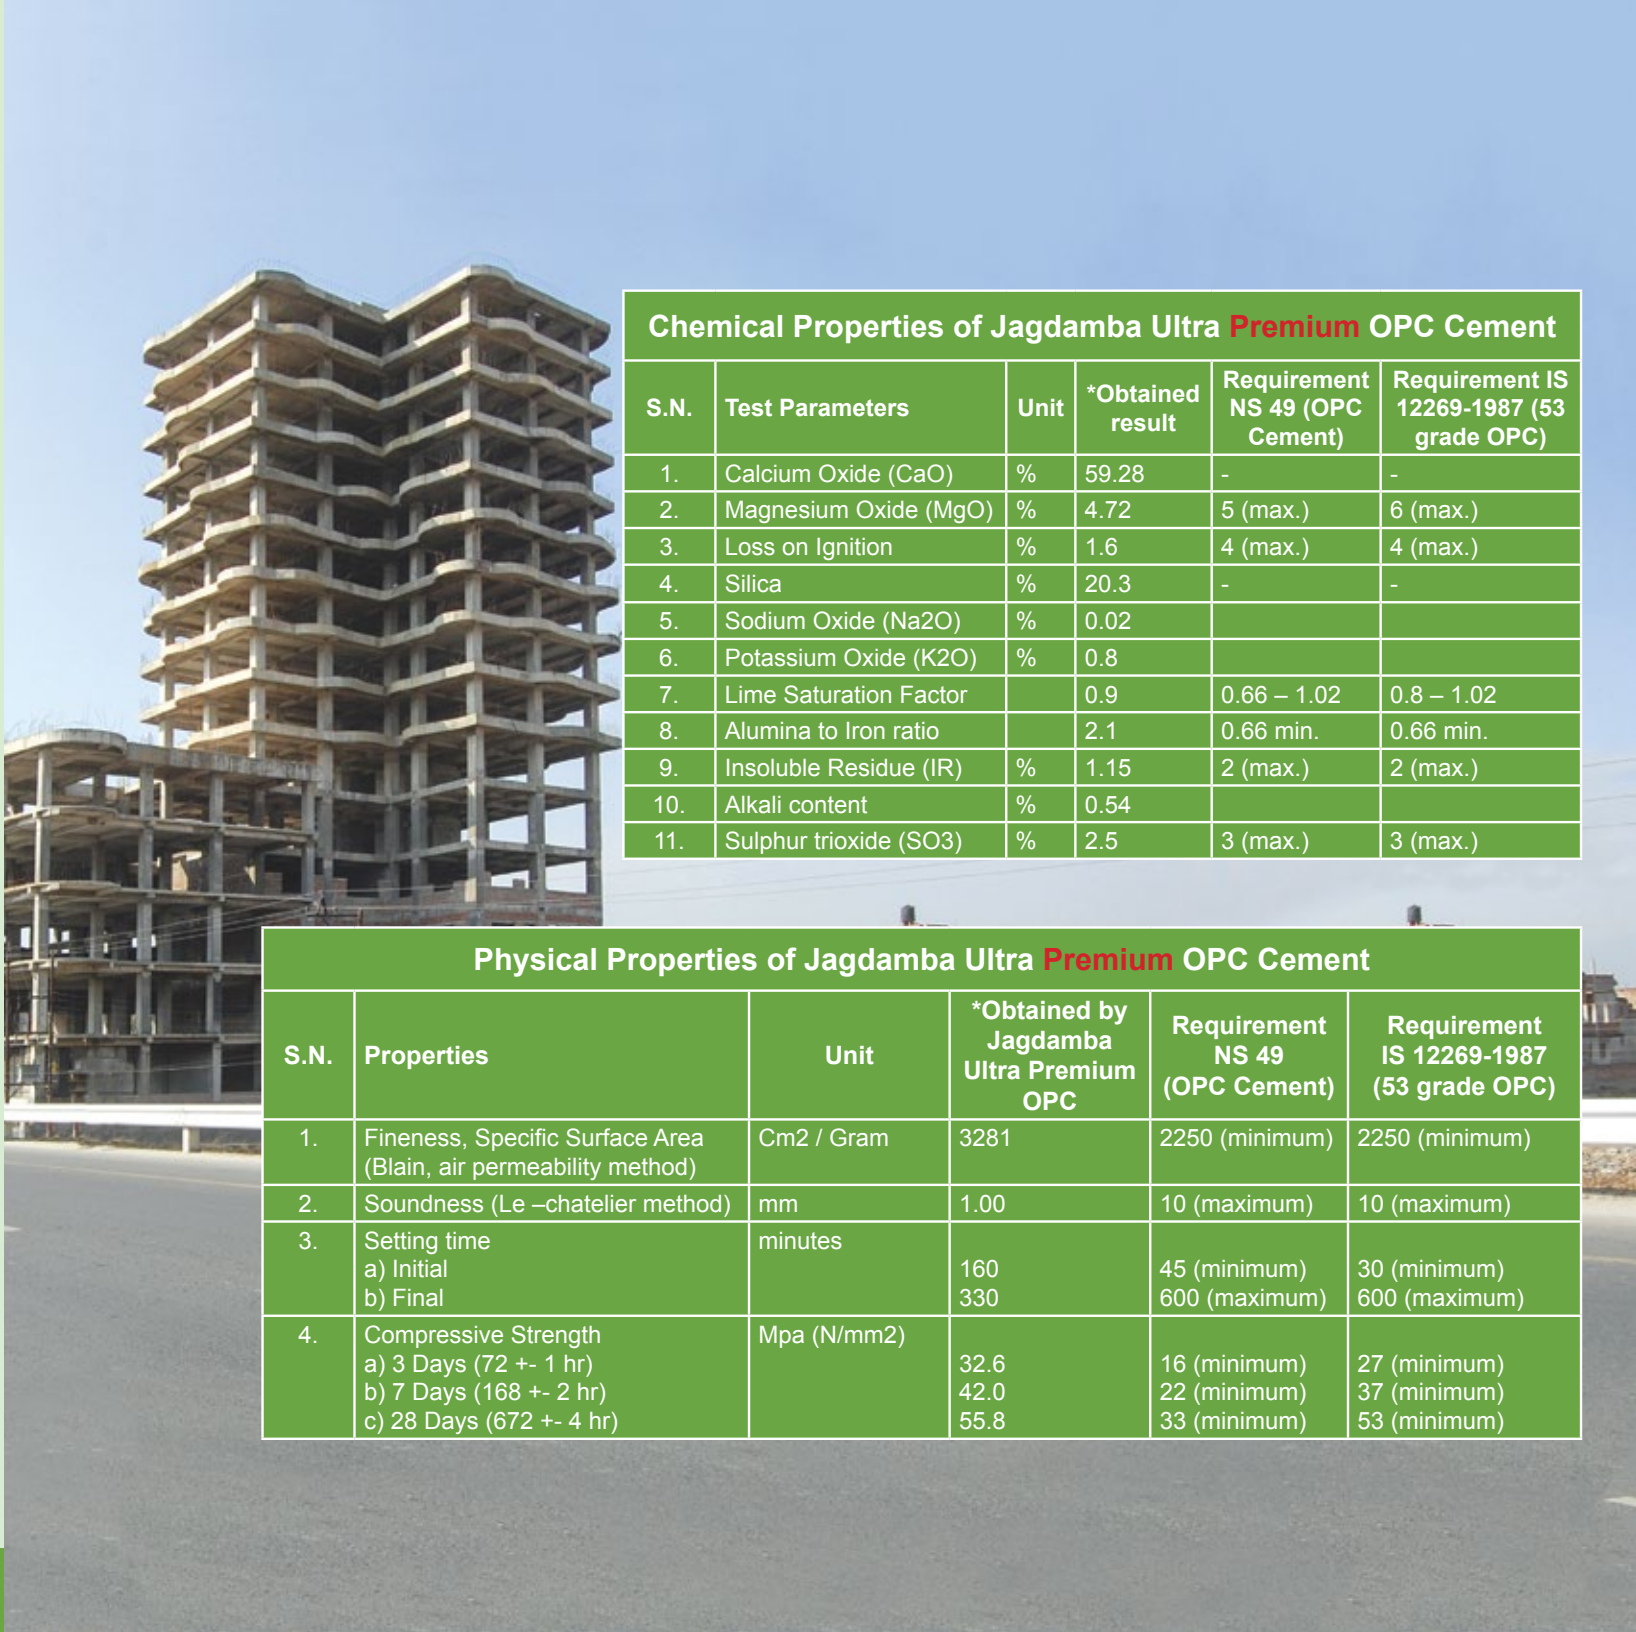 Chemical Properties of Jagdamba Ultra Premium OPC Cement
S.N. Test Parameters Unit *Obtained result Requirement NS 49 (OPC Cement) Requirement IS 12269-1987 (53 grade OPC)
1. Calcium Oxide (CaO) % 59.28 - -
2. Magnesium Oxide (MgO) % 4.72 5 (max.) 6 (max.)
3. Loss on Ignition % 1.6 4 (max.) 4 (max.)
4. Silica % 20.3 - -
5. Sodium Oxide (Na2O) % 0.02
6. Potassium Oxide (K2O) % 0.8
7. Lime Saturation Factor 0.9 0.66 – 1.02 0.8 – 1.02
8. Alumina to Iron ratio 2.1 0.66 min. 0.66 min.
9. Insoluble Residue (IR) % 1.15 2 (max.) 2 (max.)
10. Alkali content % 0.54
11. Sulphur trioxide (SO3) % 2.5 3 (max.) 3 (max.)
Physical Properties of Jagdamba Ultra Premium OPC Cement
S.N. Properties Unit *Obtained by Jagdamba Ultra Premium OPC Requirement NS 49 (OPC Cement) Requirement IS 12269-1987 (53 grade OPC)
1. Fineness, Specific Surface Area Cm2 / Gram 3281 2250 (minimum) 2250 (minimum)
(Blain, air permeability method)
2. Soundness (Le –chatelier method) mm 1.00 10 (maximum) 10 (maximum)
3. Setting time minutes
a) Initial 160 45 (minimum) 30 (minimum)
b) Final 330 600 (maximum) 600 (maximum)
4. Compressive Strength Mpa (N/mm2)
a) 3 Days (72 +- 1 hr) 32.6 16 (minimum) 27 (minimum)
b) 7 Days (168 +- 2 hr) 42.0 22 (minimum) 37 (minimum)
c) 28 Days (672 +- 4 hr) 55.8 33 (minimum) 53 (minimum)